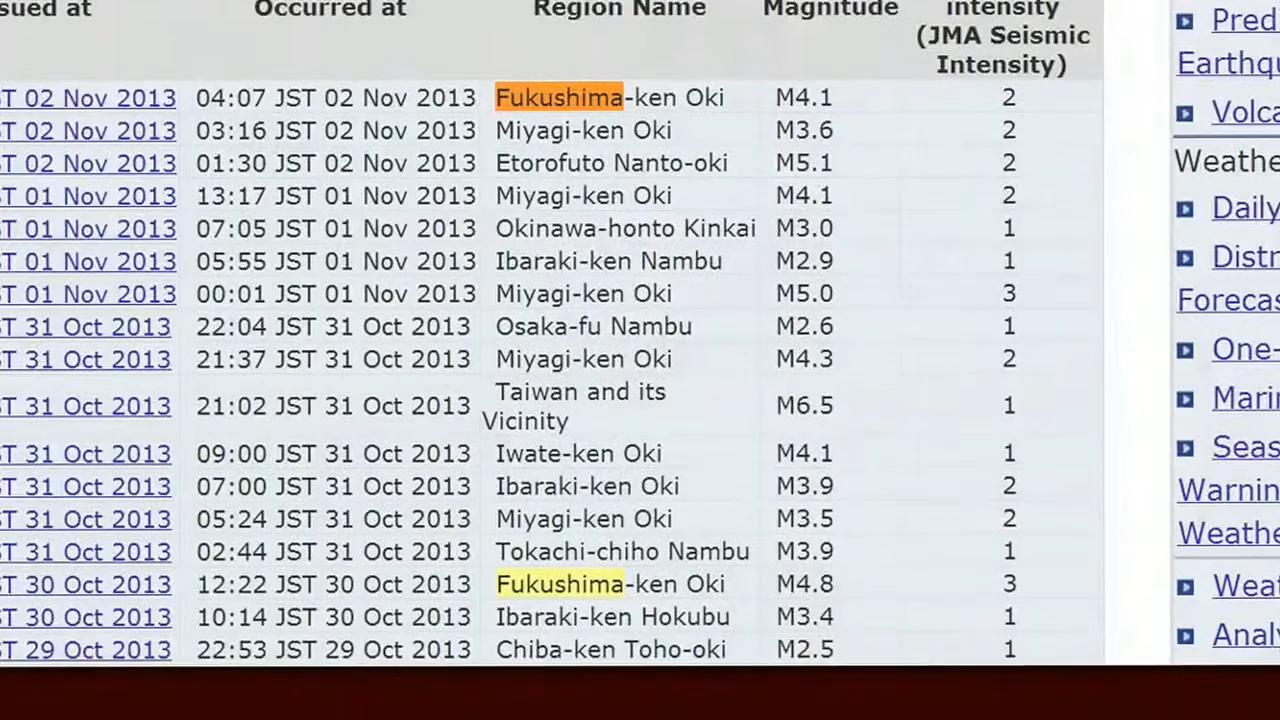 sued at Occurred at Region Name Magnitude intensity
(JMA Seismic
Intensity)
ST 02 Nov 2013 04:07 JST 02 Nov 2013 Fukushima-ken Oki M4.1 2
ST 02 Nov 2013 03:16 JST 02 Nov 2013 Miyagi-ken Oki M3.6 2
ST 02 Nov 2013 01:30 JST 02 Nov 2013 Etorofuto Nanto-oki M5.1 2
ST 01 Nov 2013 13:17 JST 01 Nov 2013 Miyagi-ken Oki M4.1 2
ST 01 Nov 2013 07:05 JST 01 Nov 2013 Okinawa-honto Kinkai M3.0 1
ST 01 Nov 2013 05:55 JST 01 Nov 2013 Ibaraki-ken Nambu M2.9 1
ST 01 Nov 2013 00:01 JST 01 Nov 2013 Miyagi-ken Oki M5.0 3
ST 31 Oct 2013 22:04 JST 31 Oct 2013 Osaka-fu Nambu M2.6 1
ST 31 Oct 2013 21:37 JST 31 Oct 2013 Miyagi-ken Oki M4.3 2
ST 31 Oct 2013 21:02 JST 31 Oct 2013 Taiwan and its
Vicinity M6.5 1
ST 31 Oct 2013 09:00 JST 31 Oct 2013 Iwate-ken Oki M4.1 1
ST 31 Oct 2013 07:00 JST 31 Oct 2013 Ibaraki-ken Oki M3.9 2
ST 31 Oct 2013 05:24 JST 31 Oct 2013 Miyagi-ken Oki M3.5 2
ST 31 Oct 2013 02:44 JST 31 Oct 2013 Tokachi-chiho Nambu M3.9 1
ST 30 Oct 2013 12:22 JST 30 Oct 2013 Fukushima-ken Oki M4.8 3
ST 30 Oct 2013 10:14 JST 30 Oct 2013 Ibaraki-ken Hokubu M3.4 1
ST 29 Oct 2013 22:53 JST 29 Oct 2013 Chiba-ken Toho-oki M2.5 1
Predi
Earthqu
Volca
Weathe
Daily
Distr
Forecas
One-
Marin
Seas
Warnin
Weathe
Weat
Analy